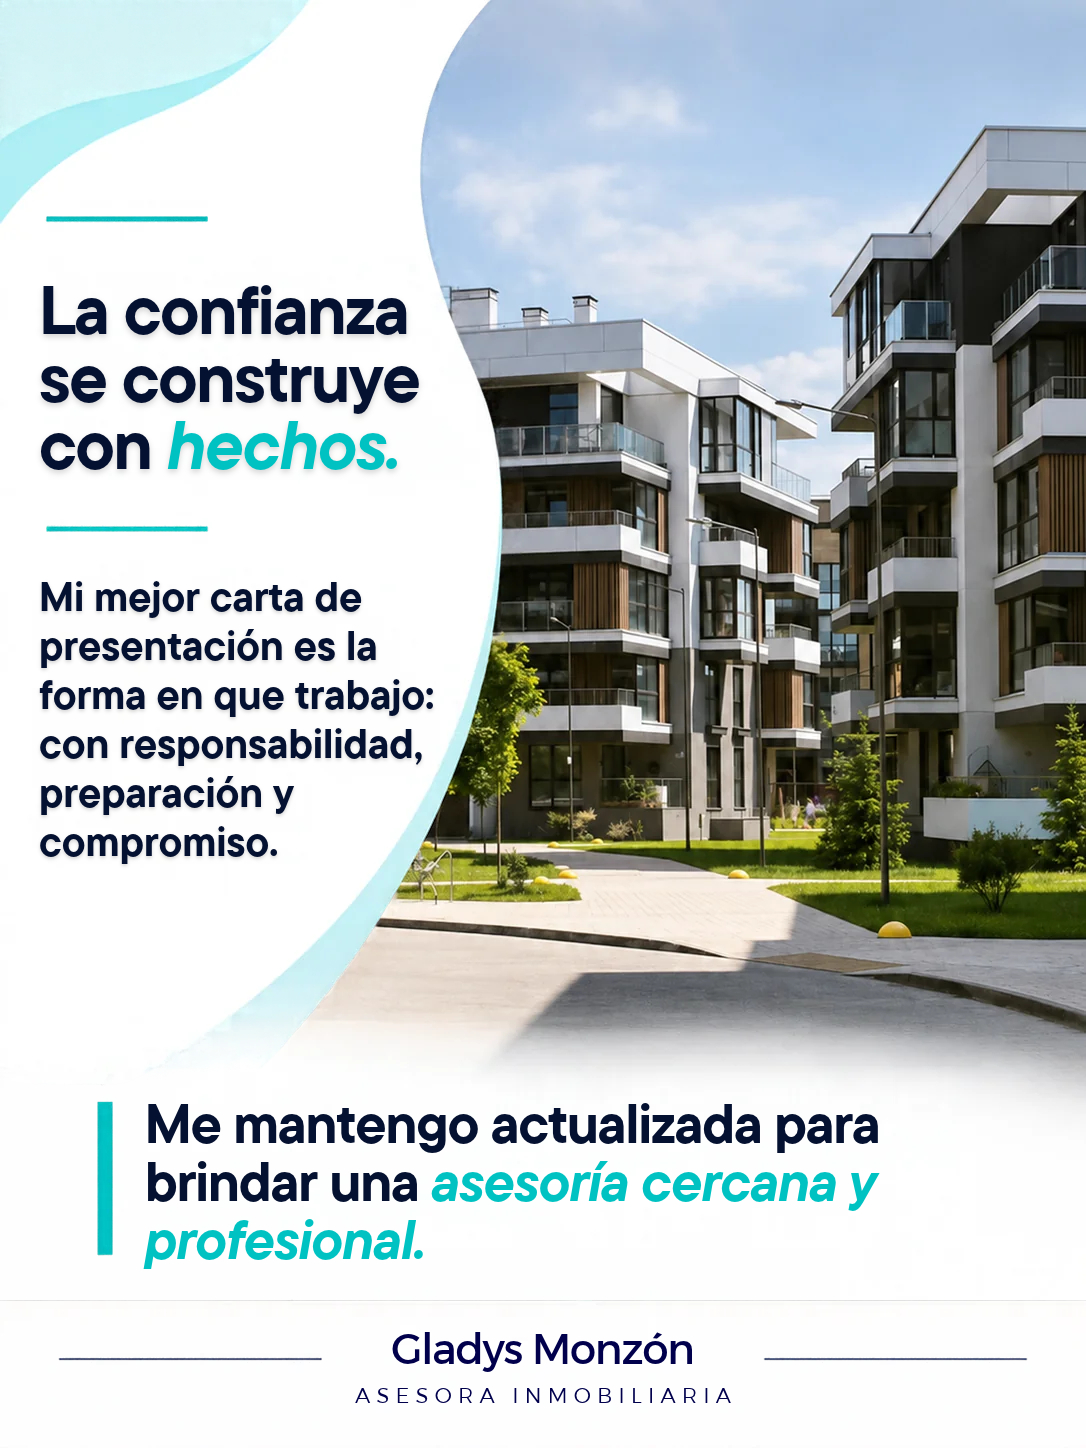 La confianza
se construye
con hechos.
Mi mejor carta de
presentación es la
forma en que trabajo:
con responsabilidad,
preparación y
compromiso.
Me mantengo actualizada para
brindar una asesoría cercana y
profesional.
Gladys Monzón
ASESORA INMOBILIARIA